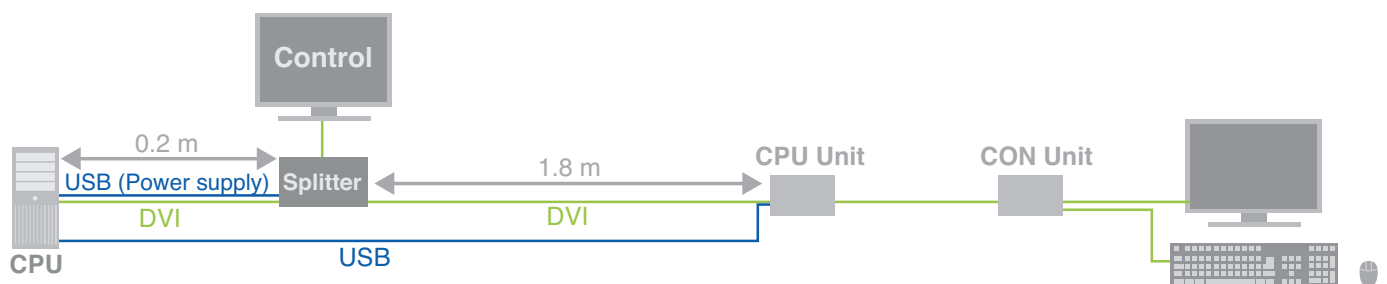 Control
0.2 m
USB (Power supply)
Splitter
DVI
1.8 m
DVI
USB
CPU
CPU Unit
CON Unit